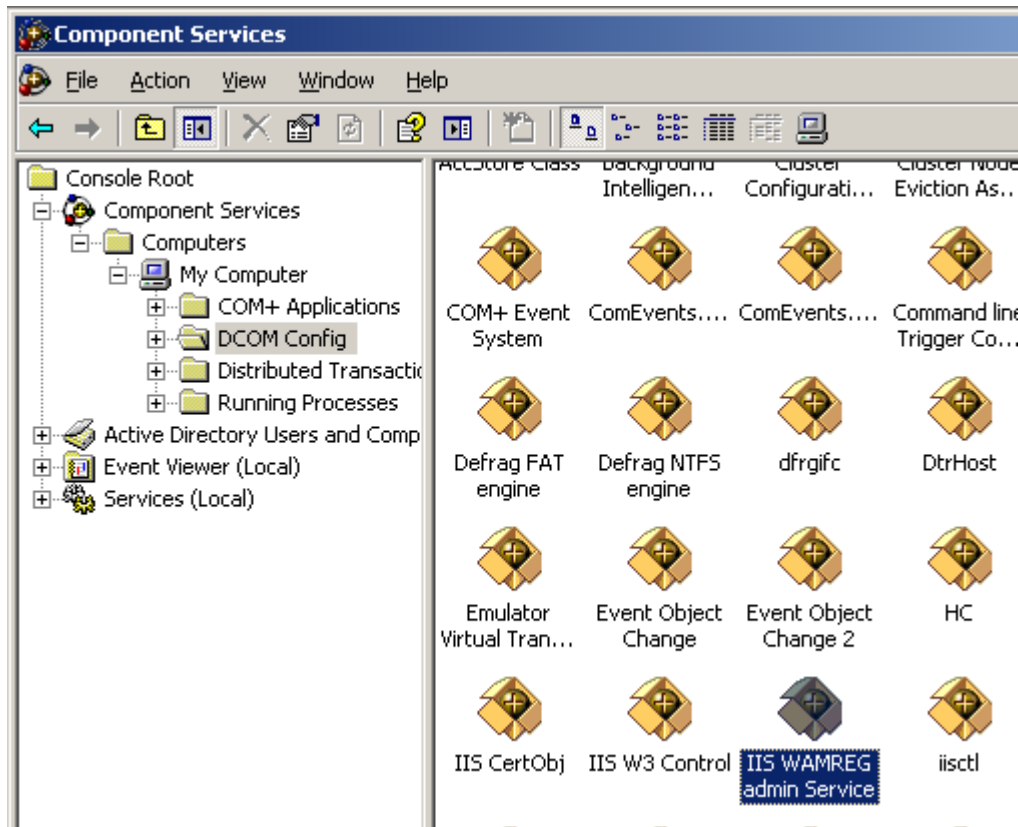 Component Services
File Action View Window Help
Console Root
Component Services
Computers
My Computer
COM+ Applications
DCOM Config
Distributed Transactic
Running Processes
Active Directory Users and Comp
Event Viewer (Local)
Services (Local)
AccStore Class Background Cluster Cluster Node
Intelligen... Configurati... Eviction As..
COM+ Event ComEvents.... ComEvents.... Command line
System Trigger Co...
Defrag FAT Defrag NTFS dfrgifc DtrHost
engine engine
Emulator Event Object Event Object HC
Virtual Tran... Change Change 2
IIS CertObj IIS W3 Control IIS WAMREG iisctl
admin Service